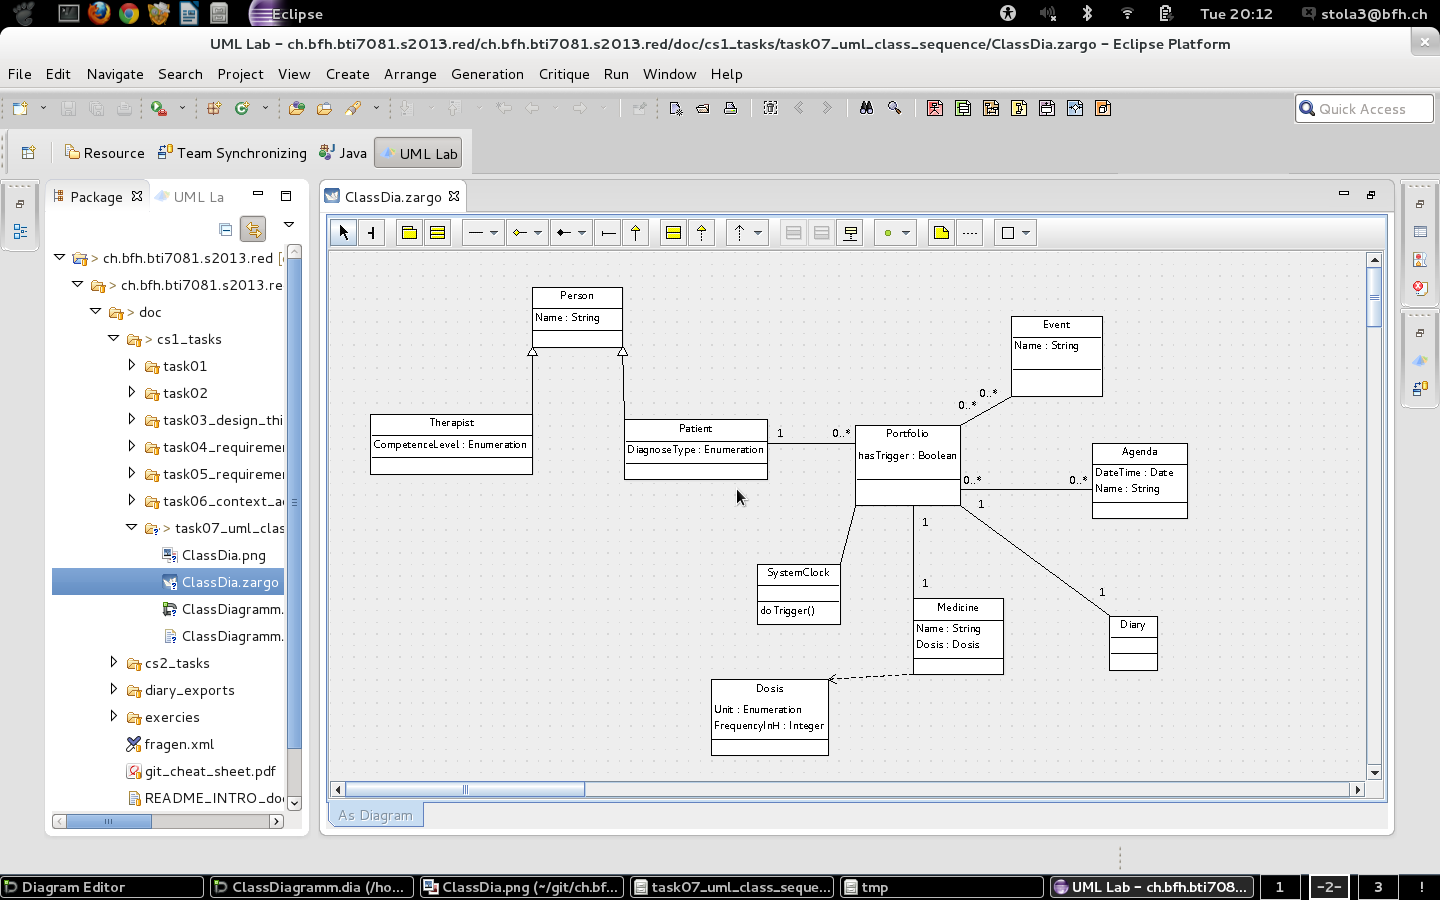 Eclipse
Tue 20:12
stola3@bfh.ch
UML Lab – ch.bfh.bti7081.s2013.red/ch.bfh.bti7081.s2013.red/doc/cs1_tasks/task07_uml_class_sequence/ClassDia.zargo – Eclipse Platform
File Edit Navigate Search Project View Create Arrange Generation Critique Run Window Help
Quick Access
Resource Team Synchronizing Java UML Lab
Package UML La
ClassDia.zargo
> ch.bfh.bti7081.s2013.red
> ch.bfh.bti7081.s2013.re
> doc
> cs1_tasks
task01
task02
task03_design_thi
task04_requiremer
task05_requiremer
task06_context_a
> task07_uml_clas
ClassDia.png
ClassDia.zargo
ClassDiagramm.
ClassDiagramm.
cs2_tasks
diary_exports
exercies
fragen.xml
git_cheat_sheet.pdf
README_INTRO_do
Person
Name : String
Event
Name : String
0..*
0..*
Therapist
CompetenceLevel : Enumeration
Patient
DiagnoseType : Enumeration
1
0..*
Portfolio
hasTrigger : Boolean
Agenda
DateTime : Date
Name : String
0..*
0..*
1
1
SystemClock
doTrigger()
1
Medicine
Name : String
Dosis : Dosis
1
Diary
Dosis
Unit : Enumeration
FrequencyInH : Integer
As Diagram
Diagram Editor
ClassDiagramm.dia (/ho...
ClassDia.png (~/git/ch.bf...
task07_uml_class_seque...
tmp
UML Lab – ch.bfh.bti708...
1
-2-
3
!